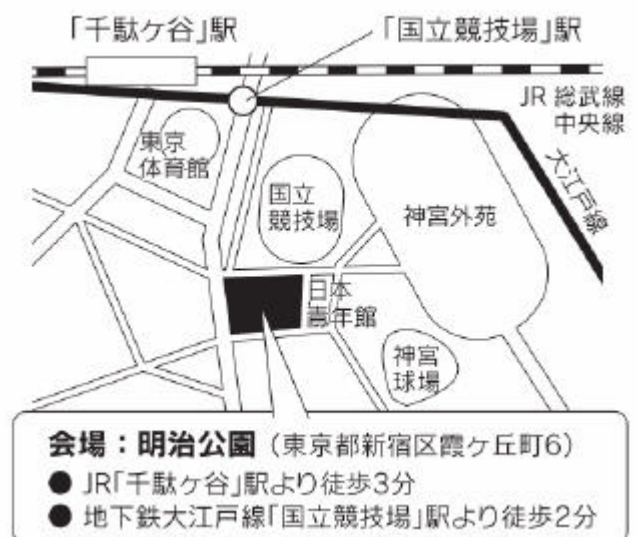 「千駄ケ谷」駅
「国立競技場」駅
JR 総武線
中央線
大江戸線
東京
体育館
国立
競技場
神宮外苑
日本
青年館
神宮
球場
会場：明治公園（東京都新宿区霞ヶ丘町6）
● JR「千駄ヶ谷」駅より徒歩3分
● 地下鉄大江戸線「国立競技場」駅より徒歩2分